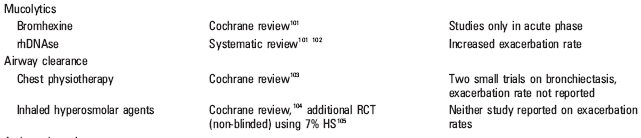 Mucolytics
Bromhexine Cochrane review101 Studies only in acute phase
rhDNAse Systematic review101 102 Increased exacerbation rate
Airway clearance
Chest physiotherapy Cochrane review103 Two small trials on bronchiectasis,
exacerbation rate not reported
Inhaled hyperosmolar agents Cochrane review,104 additional RCT Neither study reported on exacerbation
(non-blinded) using 7% HS105 rates